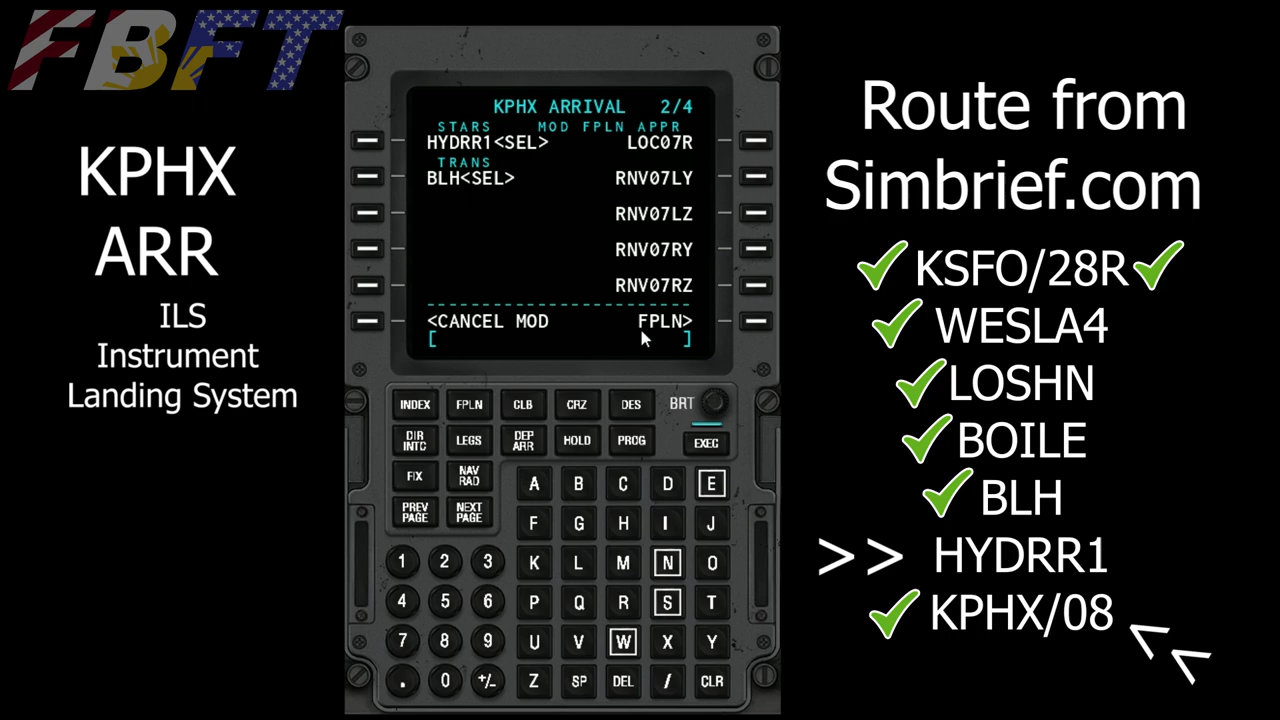 FBFT
KPHX
ARR
ILS
Instrument
Landing System
KPHX ARRIVAL 2/4
STARS MOD FPLN APPR
HYDRR1<SEL> LOC07R
TRANS
BLH<SEL> RNV07LY
RNV07LZ
RNV07RY
RNV07RZ
<CANCEL MOD FPLN>
[ ]
INDEX FPLN CLB CRZ DES BRT
DIR INTC LEGS DEP ARR HOLD PROG EXEC
FIX NAV RAD
PREV PAGE NEXT PAGE
A B C D E
F G H I J
1 2 3 K L M N O
4 5 6 P Q R S T
7 8 9 U V W X Y
. 0 +/- Z SP DEL / CLR
Route from
Simbrief.com
KSFO/28R
WESLA4
LOSHN
BOILE
BLH
>> HYDRR1
KPHX/08
<<